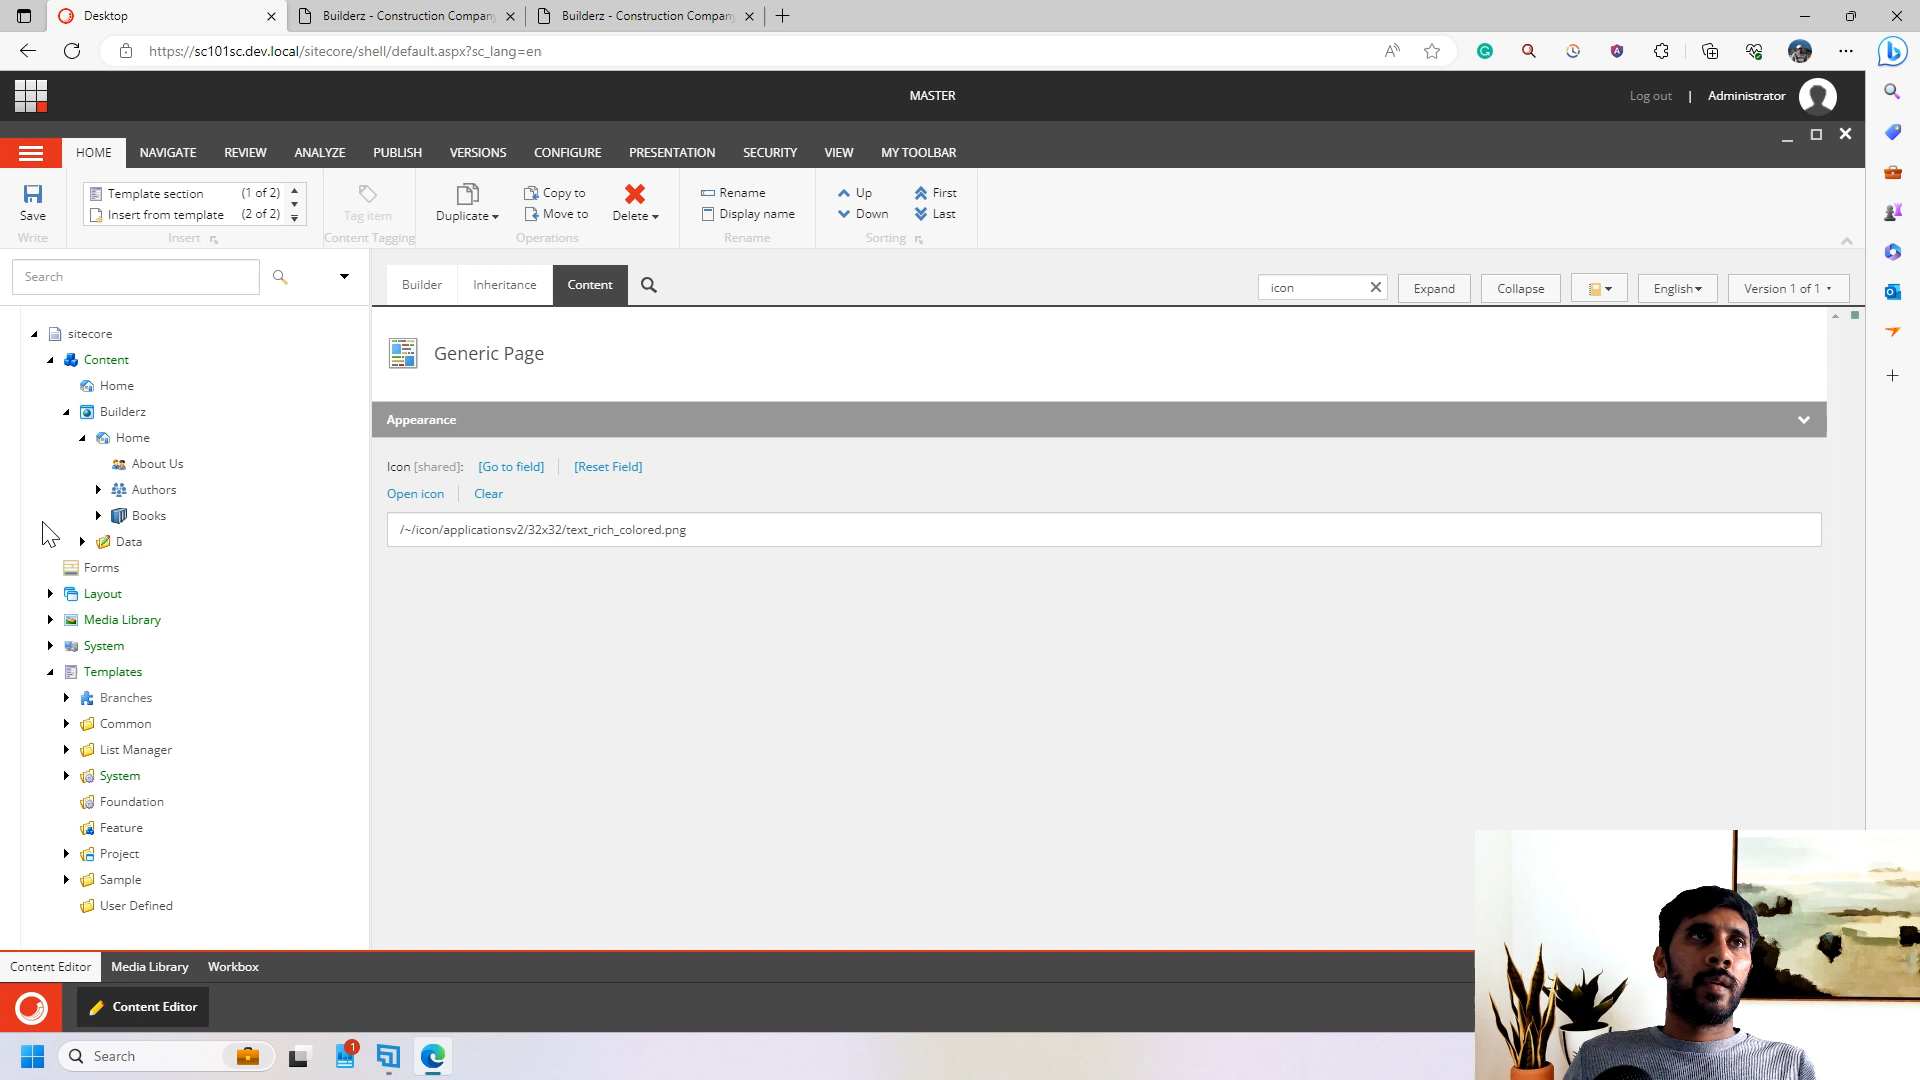 Desktop
Builderz - Construction Company
Builderz - Construction Company
https://sc101sc.dev.local/sitecore/shell/default.aspx?sc_lang=en
MASTER
Log out | Administrator
HOME NAVIGATE REVIEW ANALYZE PUBLISH VERSIONS CONFIGURE PRESENTATION SECURITY VIEW MY TOOLBAR
Save
Write
Template section (1 of 2)
Insert from template (2 of 2)
Insert
Tag item
Content Tagging
Duplicate
Copy to
Move to
Delete
Operations
Rename
Display name
Rename
Up
Down
First
Last
Sorting
Search
Builder Inheritance Content
icon
Expand
Collapse
English
Version 1 of 1
sitecore
Content
Home
Builderz
Home
About Us
Authors
Books
Data
Forms
Layout
Media Library
System
Templates
Branches
Common
List Manager
System
Foundation
Feature
Project
Sample
User Defined
Generic Page
Appearance
Icon [shared]: [Go to field] [Reset Field]
Open icon Clear
/~/icon/applicationsv2/32x32/text_rich_colored.png
Content Editor Media Library Workbox
Content Editor
Search
1